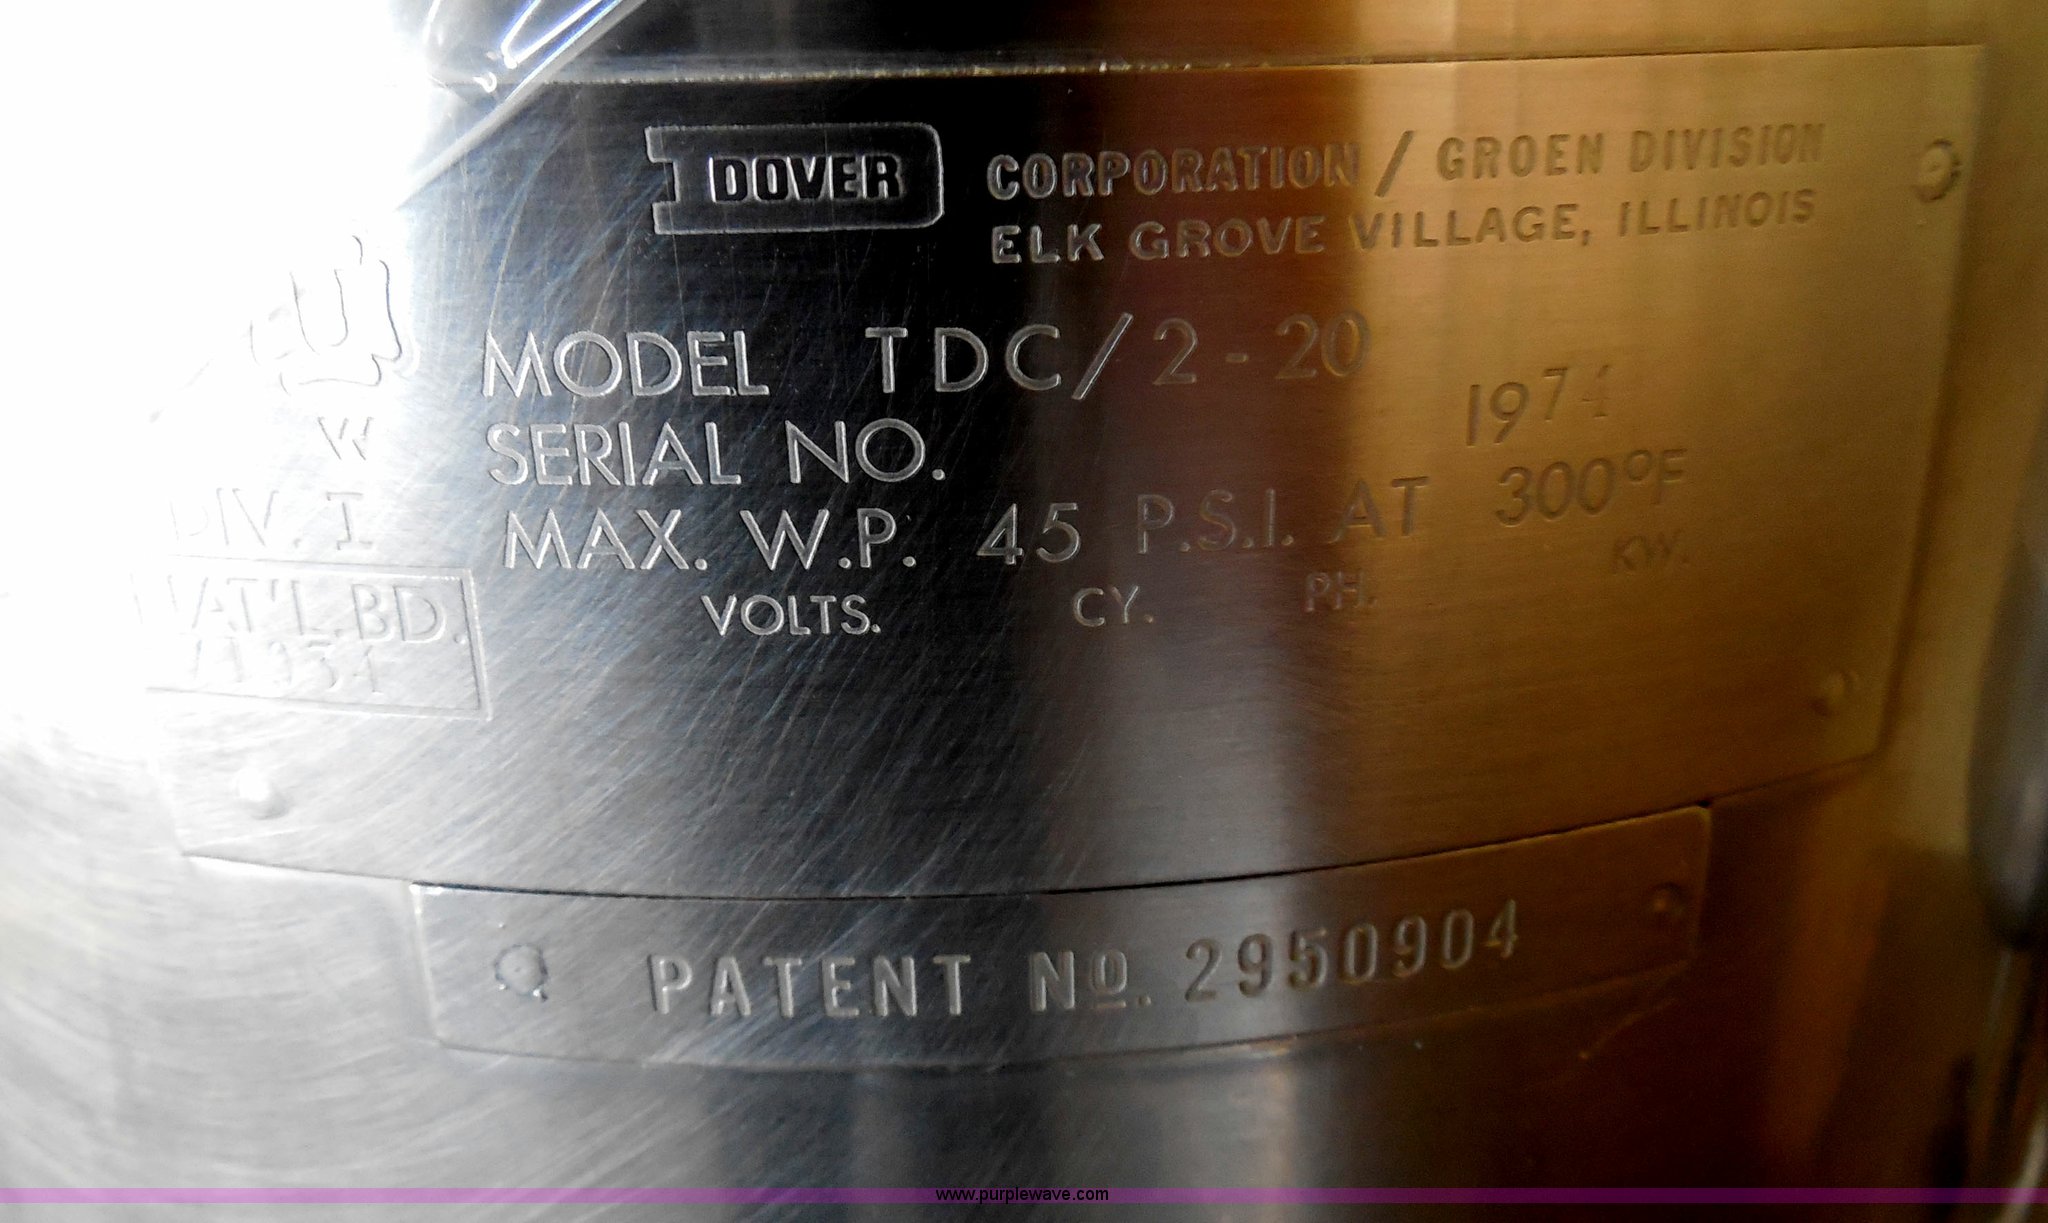 DOVER CORPORATION / GROEN DIVISION
ELK GROVE VILLAGE, ILLINOIS
U
W
DIV. I
NAT'L. BD.
MODEL TDC/2-20
SERIAL NO. 1974
MAX. W.P. 45 P.S.I. AT 300°F
VOLTS. CY. PH. KW.
PATENT No. 2950904
www.purplewave.com